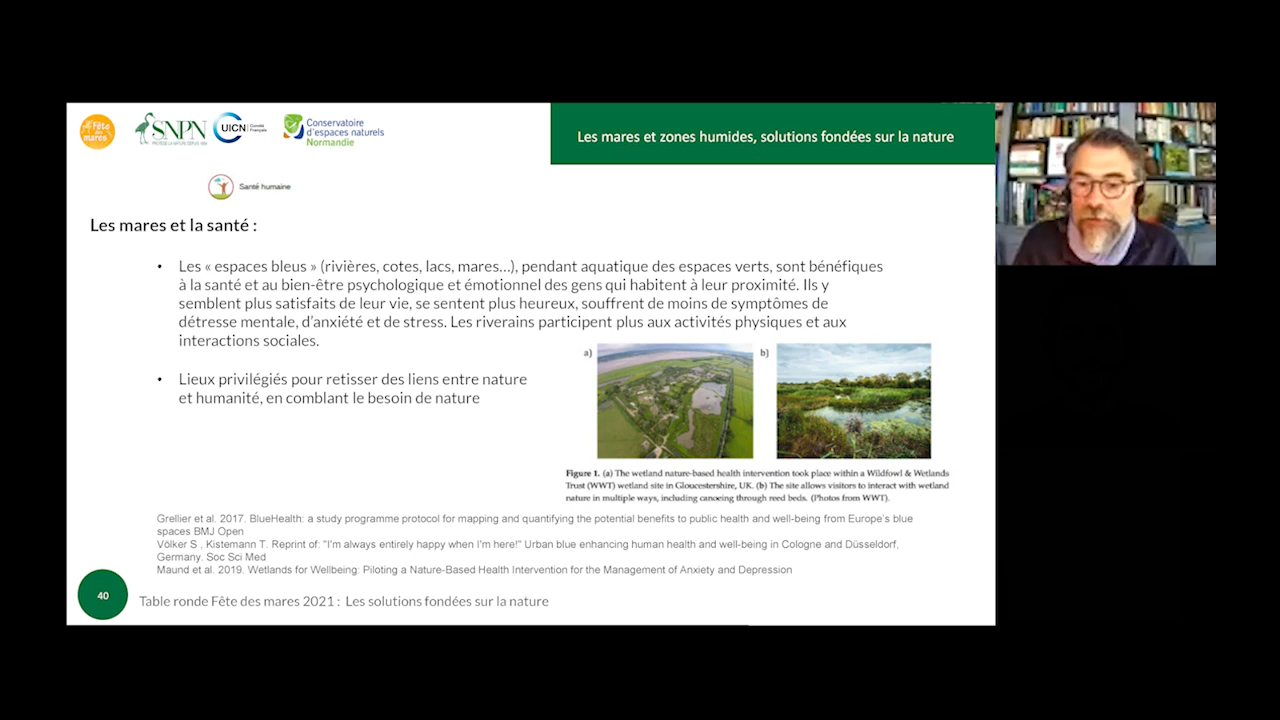 la Fête
des
mares
SNPN
PROTÈGE LA NATURE DEPUIS 1854
UICN
Comité
Français
Conservatoire
d'espaces naturels
Normandie
Les mares et zones humides, solutions fondées sur la nature
Santé humaine
Les mares et la santé :
• Les « espaces bleus » (rivières, cotes, lacs, mares…), pendant aquatique des espaces verts, sont bénéfiques
à la santé et au bien-être psychologique et émotionnel des gens qui habitent à leur proximité. Ils y
semblent plus satisfaits de leur vie, se sentent plus heureux, souffrent de moins de symptômes de
détresse mentale, d'anxiété et de stress. Les riverains participent plus aux activités physiques et aux
interactions sociales.
• Lieux privilégiés pour retisser des liens entre nature
et humanité, en comblant le besoin de nature
a)
b)
Figure 1. (a) The wetland nature-based health intervention took place within a Wildfowl & Wetlands
Trust (WWT) wetland site in Gloucestershire, UK. (b) The site allows visitors to interact with wetland
nature in multiple ways, including canoeing through reed beds. (Photos from WWT).
Grellier et al. 2017. BlueHealth: a study programme protocol for mapping and quantifying the potential benefits to public health and well-being from Europe's blue
spaces BMJ Open
Völker S , Kistemann T. Reprint of: "I'm always entirely happy when I'm here!" Urban blue enhancing human health and well-being in Cologne and Düsseldorf,
Germany. Soc Sci Med
Maund et al. 2019. Wetlands for Wellbeing: Piloting a Nature-Based Health Intervention for the Management of Anxiety and Depression
40
Table ronde Fête des mares 2021 : Les solutions fondées sur la nature